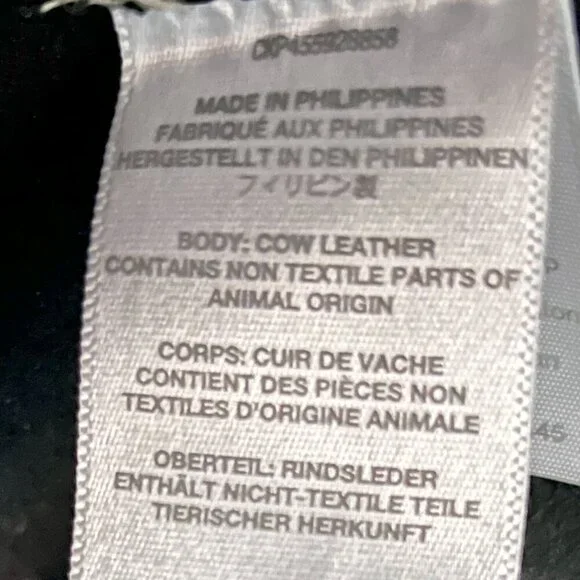 CXP455928858
MADE IN PHILIPPINES
FABRIQUÉ AUX PHILIPPINES
HERGESTELLT IN DEN PHILIPPINEN
フィリピン製
BODY: COW LEATHER
CONTAINS NON TEXTILE PARTS OF
ANIMAL ORIGIN
CORPS: CUIR DE VACHE
CONTIENT DES PIÈCES NON
TEXTILES D'ORIGINE ANIMALE
OBERTEIL: RINDSLEDER
ENTHÄLT NICHT-TEXTILE TEILE
TIERISCHER HERKUNFT